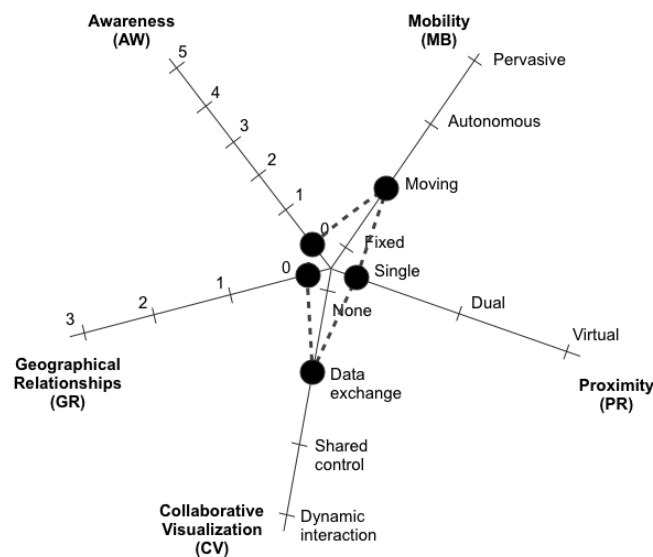 Awareness
(AW)
5
4
3
2
1
0
Mobility
(MB)
Pervasive
Autonomous
Moving
Fixed
Single
Dual
Virtual
Proximity
(PR)
None
Data
exchange
Shared
control
Dynamic
interaction
Collaborative
Visualization
(CV)
0
1
2
3
Geographical
Relationships
(GR)